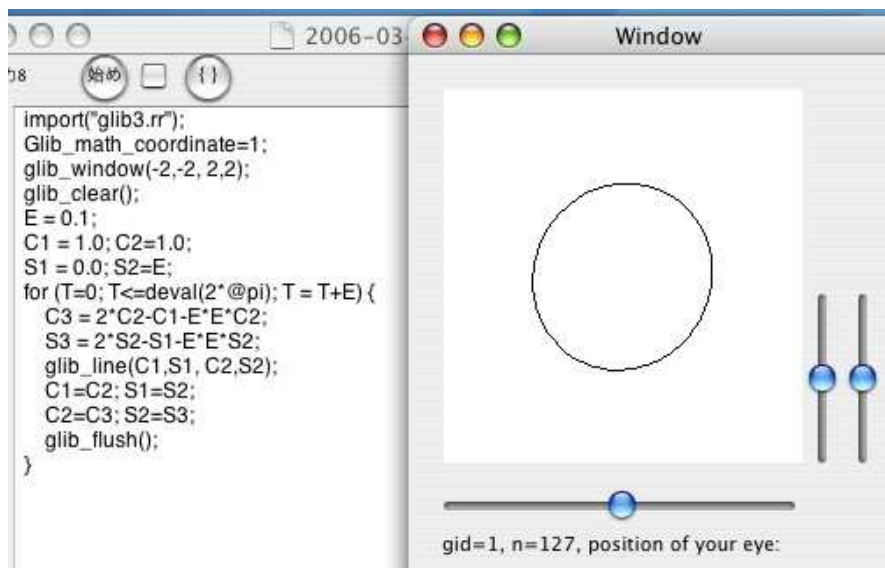 2006-03-
Window
始め
{ }
import("glib3.rr");
Glib_math_coordinate=1;
glib_window(-2,-2, 2,2);
glib_clear();
E = 0.1;
C1 = 1.0; C2=1.0;
S1 = 0.0; S2=E;
for (T=0; T<=deval(2*@pi); T = T+E) {
C3 = 2*C2-C1-E*E*C2;
S3 = 2*S2-S1-E*E*S2;
glib_line(C1,S1, C2,S2);
C1=C2; S1=S2;
C2=C3; S2=S3;
glib_flush();
}
gid=1, n=127, position of your eye: